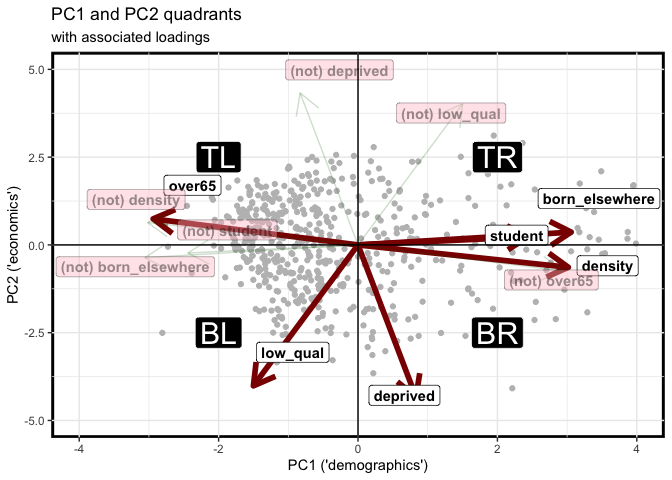 PC1 and PC2 quadrants
with associated loadings
5.0
2.5
0.0
-2.5
-5.0
PC2 ('economics')
(not) deprived
(not) low_qual
TL
TR
over65
(not) density
born_elsewhere
(not) student
student
(not) born_elsewhere
density
(not) over65
BL
BR
low_qual
deprived
-4
-2
0
2
4
PC1 ('demographics')